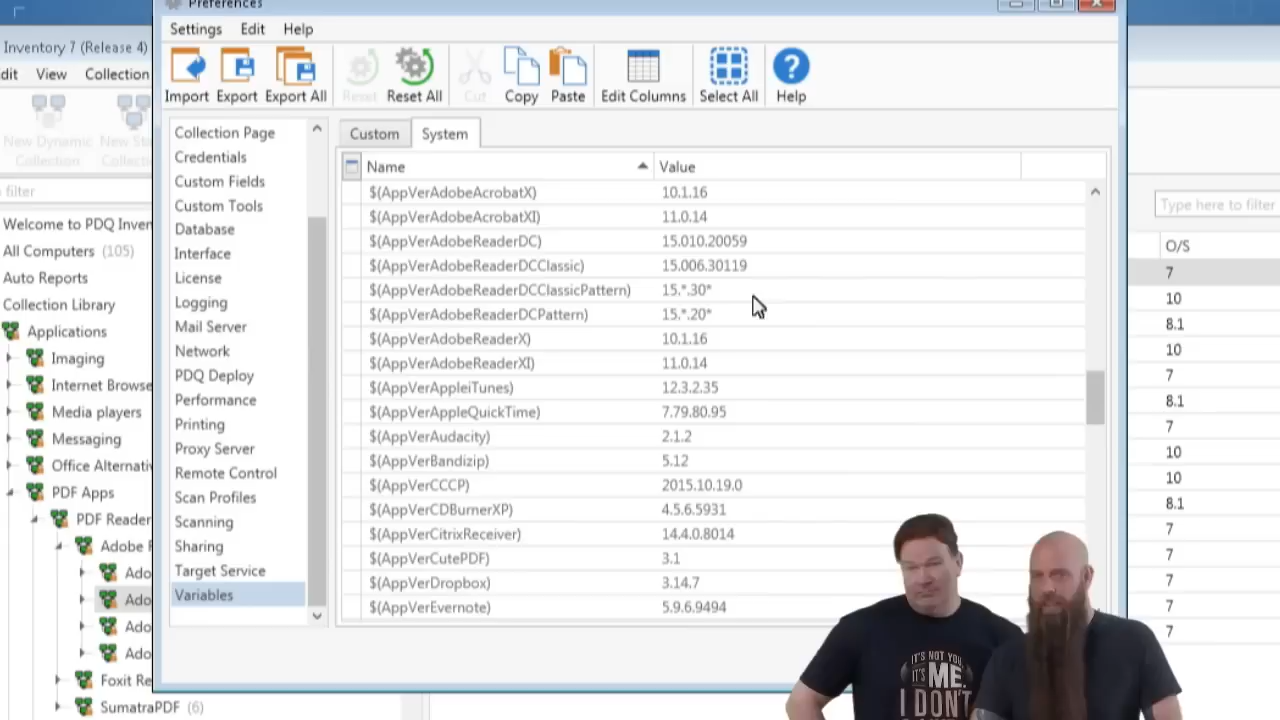 Preferences
Inventory 7 (Release 4)
Settings Edit Help
View Collection
Import Export Export All Reset Reset All Cut Copy Paste Edit Columns Select All Help
New Dynamic
Collection
filter
Welcome to PDQ
All Computers (105)
Auto Reports
Collection Library
Applications
Imaging
Internet
Media players
Messaging
Office
PDF Apps
PDF
Adobe
Foxit
SumatraPDF (6)
Collection Page
Credentials
Custom Fields
Custom Tools
Database
Interface
License
Logging
Mail Server
Network
PDQ Deploy
Performance
Printing
Proxy Server
Remote Control
Scan Profiles
Scanning
Sharing
Target Service
Variables
Custom System
Name Value
$(AppVerAdobeAcrobatX) 10.1.16
$(AppVerAdobeAcrobatXI) 11.0.14
$(AppVerAdobeReaderDC) 15.010.20059
$(AppVerAdobeReaderDCClassic) 15.006.30119
$(AppVerAdobeReaderDCClassicPattern) 15.*.30*
$(AppVerAdobeReaderDCPattern) 15.*.20*
$(AppVerAdobeReaderX) 10.1.16
$(AppVerAdobeReaderXI) 11.0.14
$(AppVerAppleiTunes) 12.3.2.35
$(AppVerAppleQuickTime) 7.79.80.95
$(AppVerAudacity) 2.1.2
$(AppVerBandizip) 5.12
$(AppVerCCCP) 2015.10.19.0
$(AppVerCDBurnerXP) 4.5.6.5931
$(AppVerCitrixReceiver) 14.4.0.8014
$(AppVerCutePDF) 3.1
$(AppVerDropbox) 3.14.7
$(AppVerEvernote) 5.9.6.9494
Type here to filter
O/S
7
10
8.1
10
7
8.1
7
10
10
8.1
7
7
7
7
7
IT'S NOT YOU
IT'S ME.
I DON'T